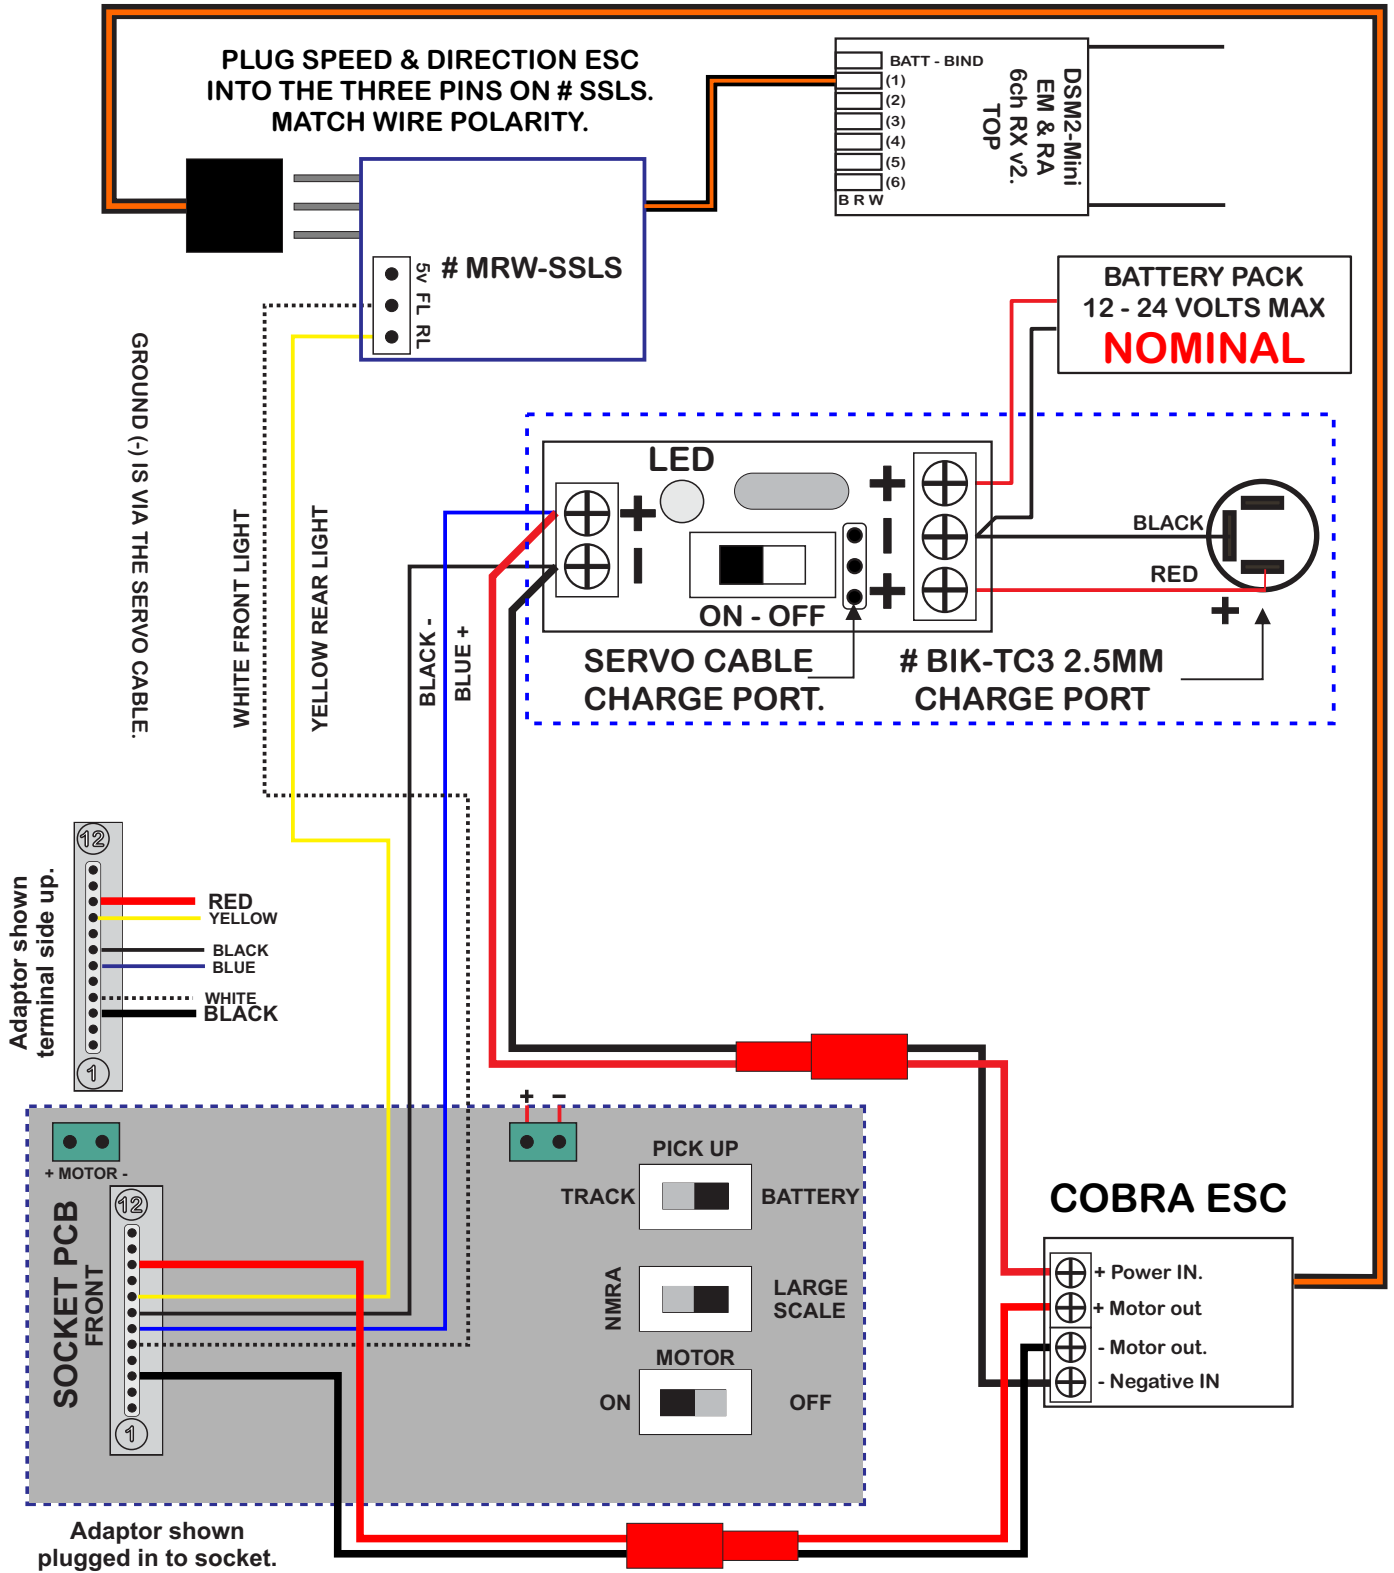 PLUG SPEED & DIRECTION ESC
INTO THE THREE PINS ON # SSLS.
MATCH WIRE POLARITY.
BATT - BIND
(1)
(2)
(3)
(4)
(5)
(6)
B R W
DSM2-Mini
EM & RA
6ch RX v2.
TOP
# MRW-SSLS
5v
FL
RL
BATTERY PACK
12 - 24 VOLTS MAX
NOMINAL
GROUND (-) IS VIA THE SERVO CABLE.
WHITE FRONT LIGHT
YELLOW REAR LIGHT
BLACK -
BLUE +
LED
+
-
+
-
+
ON - OFF
BLACK
RED
+
SERVO CABLE
CHARGE PORT.
# BIK-TC3 2.5MM
CHARGE PORT
Adaptor shown
terminal side up.
12
RED
YELLOW
BLACK
BLUE
WHITE
BLACK
1
+ MOTOR -
+ -
PICK UP
TRACK
BATTERY
SOCKET PCB
FRONT
12
1
NMRA
LARGE
SCALE
MOTOR
ON
OFF
COBRA ESC
+ Power IN.
+ Motor out
- Motor out.
- Negative IN
Adaptor shown
plugged in to socket.